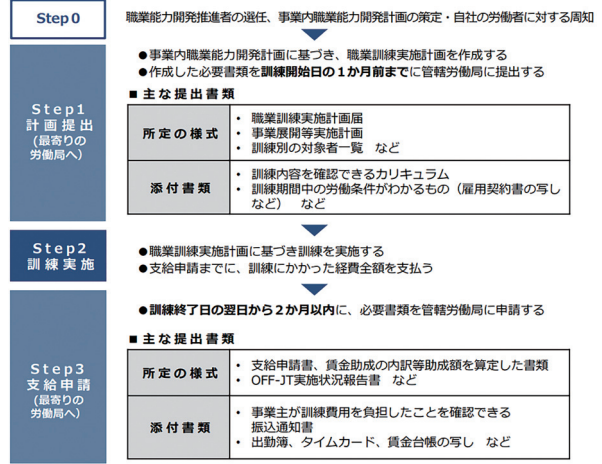 Step0
職業能力開発推進者の選任、事業内職業能力開発計画の策定・自社の労働者に対する周知
Step1
計画提出
(最寄りの
労働局へ)
●事業内職業能力開発計画に基づき、職業訓練実施計画を作成する
●作成した必要書類を訓練開始日の1か月前までに管轄労働局に提出する
■主な提出書類
所定の様式
• 職業訓練実施計画届
• 事業展開等実施計画
• 訓練別の対象者一覧 など
添付書類
• 訓練内容を確認できるカリキュラム
• 訓練期間中の労働条件がわかるもの（雇用契約書の写し
など） など
Step2
訓練実施
●職業訓練実施計画に基づき訓練を実施する
●支給申請までに、訓練にかかった経費全額を支払う
Step3
支給申請
(最寄りの
労働局へ)
●訓練終了日の翌日から2か月以内に、必要書類を管轄労働局に申請する
■主な提出書類
所定の様式
• 支給申請書、賃金助成の内訳等助成額を算定した書類
• OFF-JT実施状況報告書 など
添付書類
• 事業主が訓練費用を負担したことを確認できる
振込通知書
• 出勤簿、タイムカード、賃金台帳の写し など